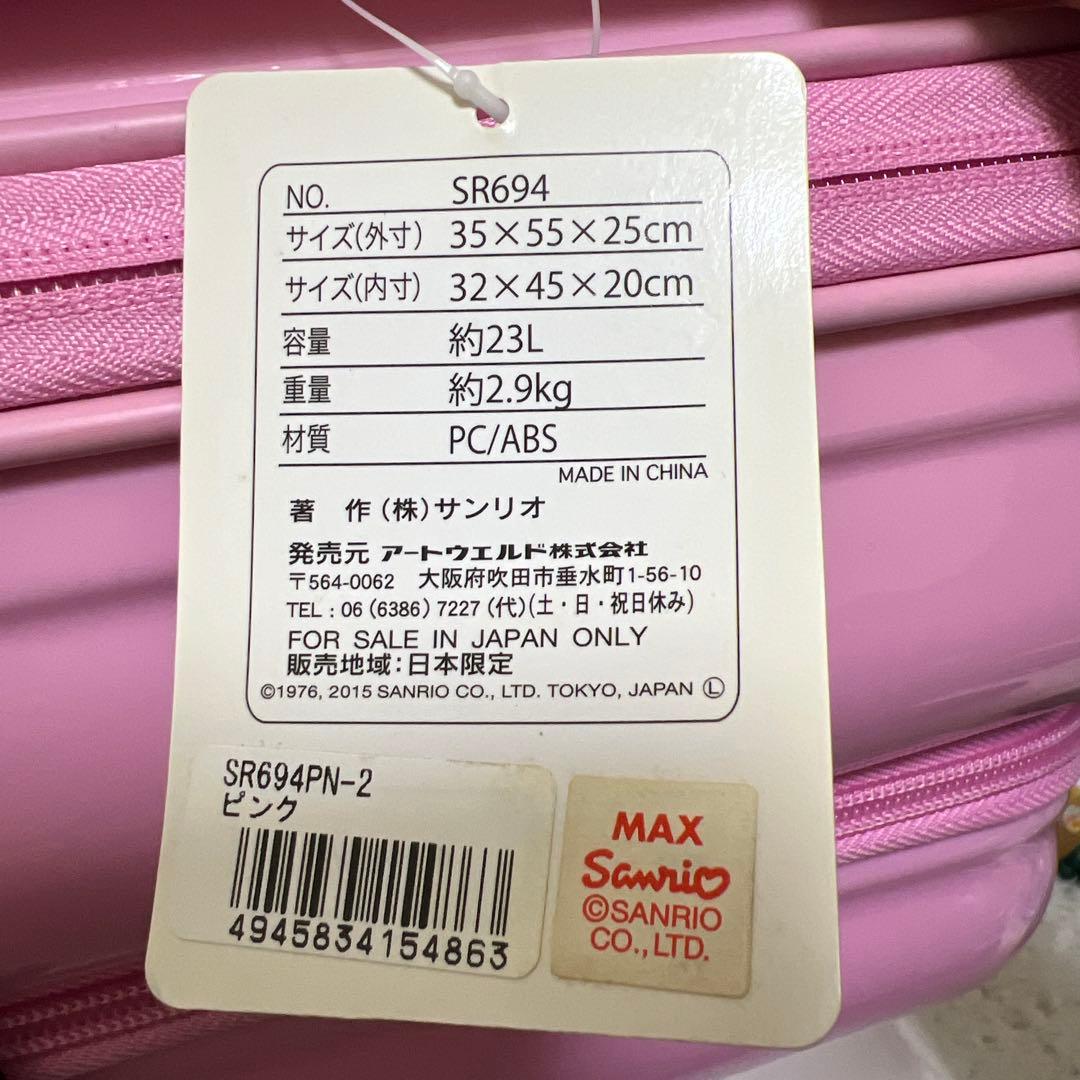 NO. SR694
サイズ(外寸) 35×55×25cm
サイズ(内寸) 32×45×20cm
容量 約23L
重量 約2.9kg
材質 PC/ABS
MADE IN CHINA
著 作 (株)サンリオ
発売元 アートウエルド株式会社
〒564-0062 大阪府吹田市垂水町1-56-10
TEL : 06 (6386) 7227 (代)(土・日・祝日休み)
FOR SALE IN JAPAN ONLY
販売地域:日本限定
©1976, 2015 SANRIO CO., LTD. TOKYO, JAPAN Ⓛ
SR694PN-2
ピンク
4945834154863
MAX
Sanrio
©SANRIO
CO., LTD.